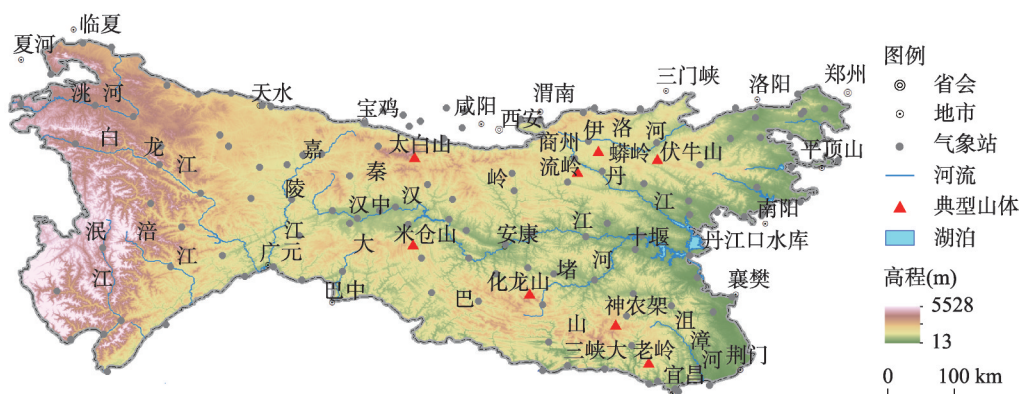 临夏
夏河
洮河
白龙江
岷江
涪江
天水
宝鸡
咸阳
西安
渭南
三门峡
洛阳
郑州
平顶山
南阳
太白山
商州
流岭
伊洛河
蟒岭
伏牛山
嘉陵江
秦岭
丹江
汉中
汉江
安康
十堰
丹江口水库
米仓山
广元
大巴山
巴中
化龙山
堵河
神农架
襄樊
沮漳河
荆门
三峡大老岭
宜昌
图例
省会
地市
气象站
河流
典型山体
湖泊
高程(m)
5528
13
0 100 km